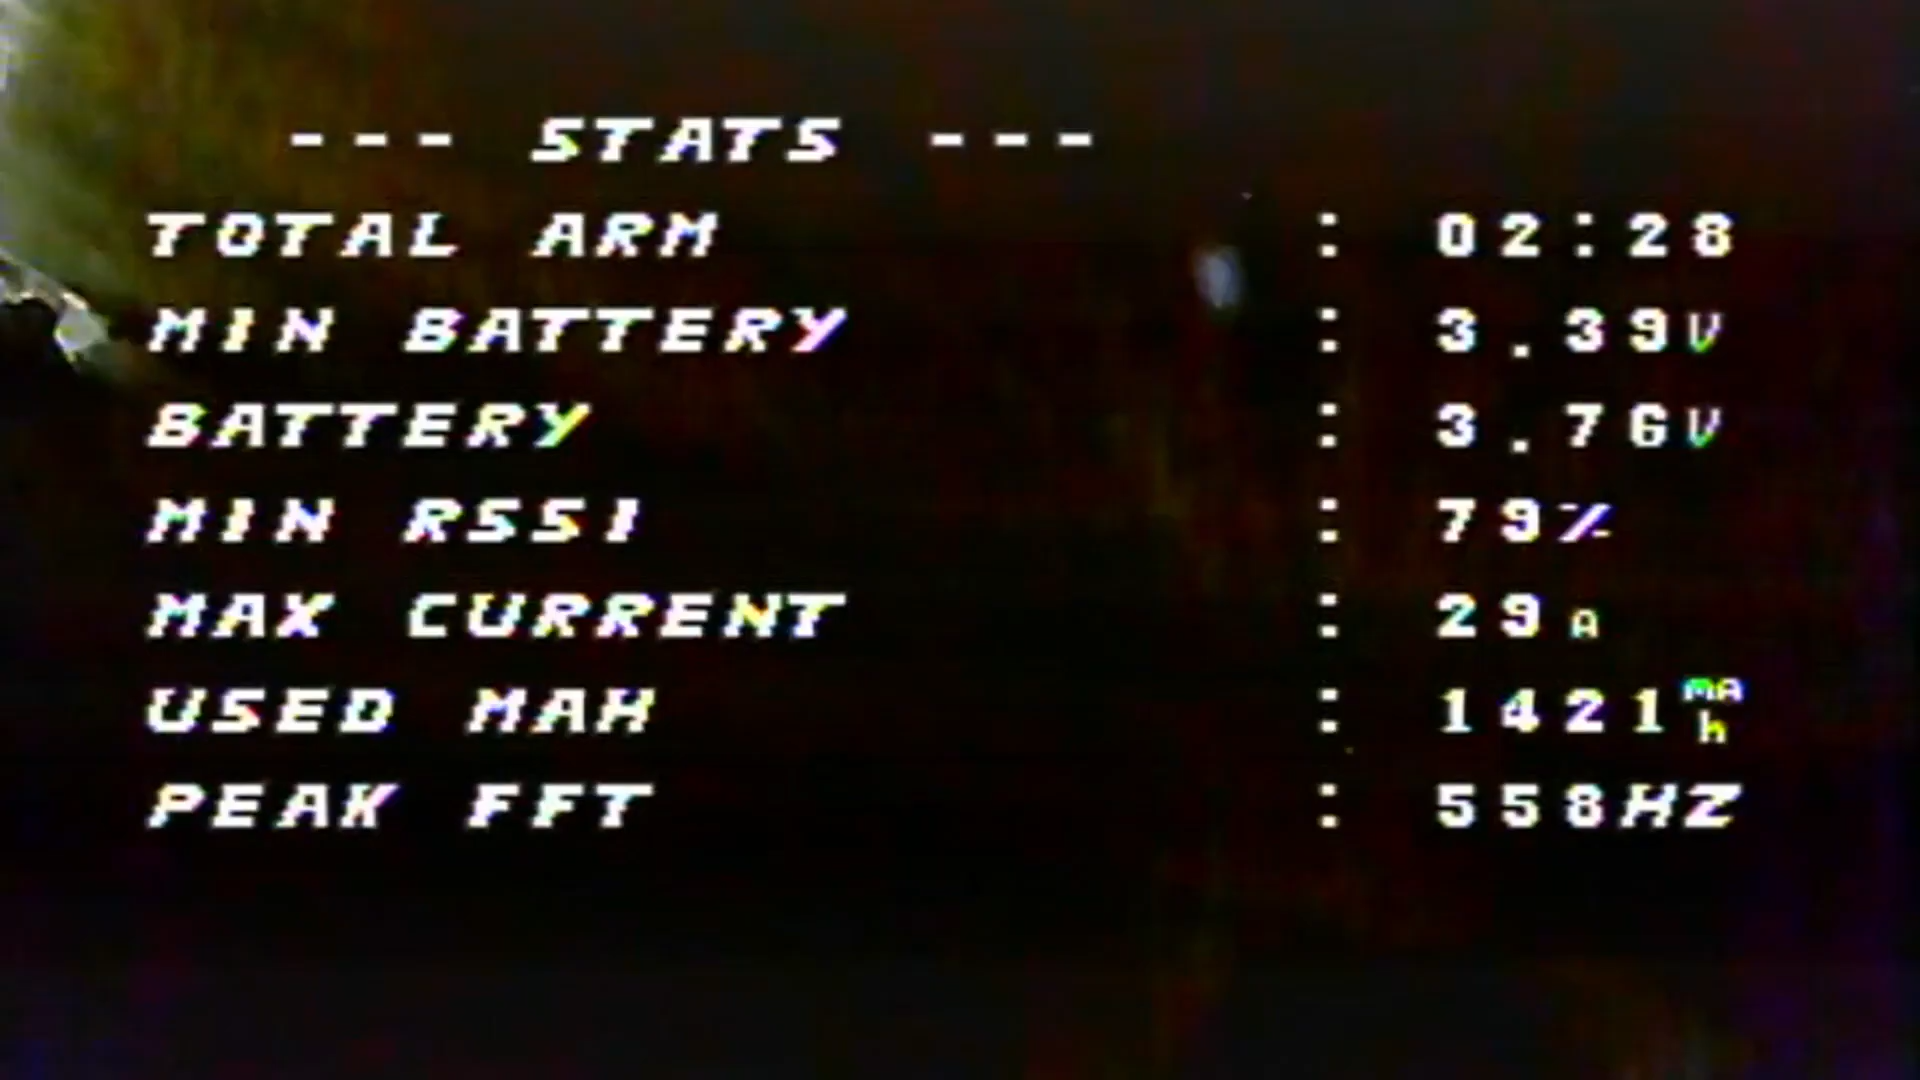 --- STATS ---
TOTAL ARM : 02:28
MIN BATTERY : 3.39V
BATTERY : 3.76V
MIN RSSI : 79%
MAX CURRENT : 29A
USED MAH : 1421mAh
PEAK FFT : 558HZ